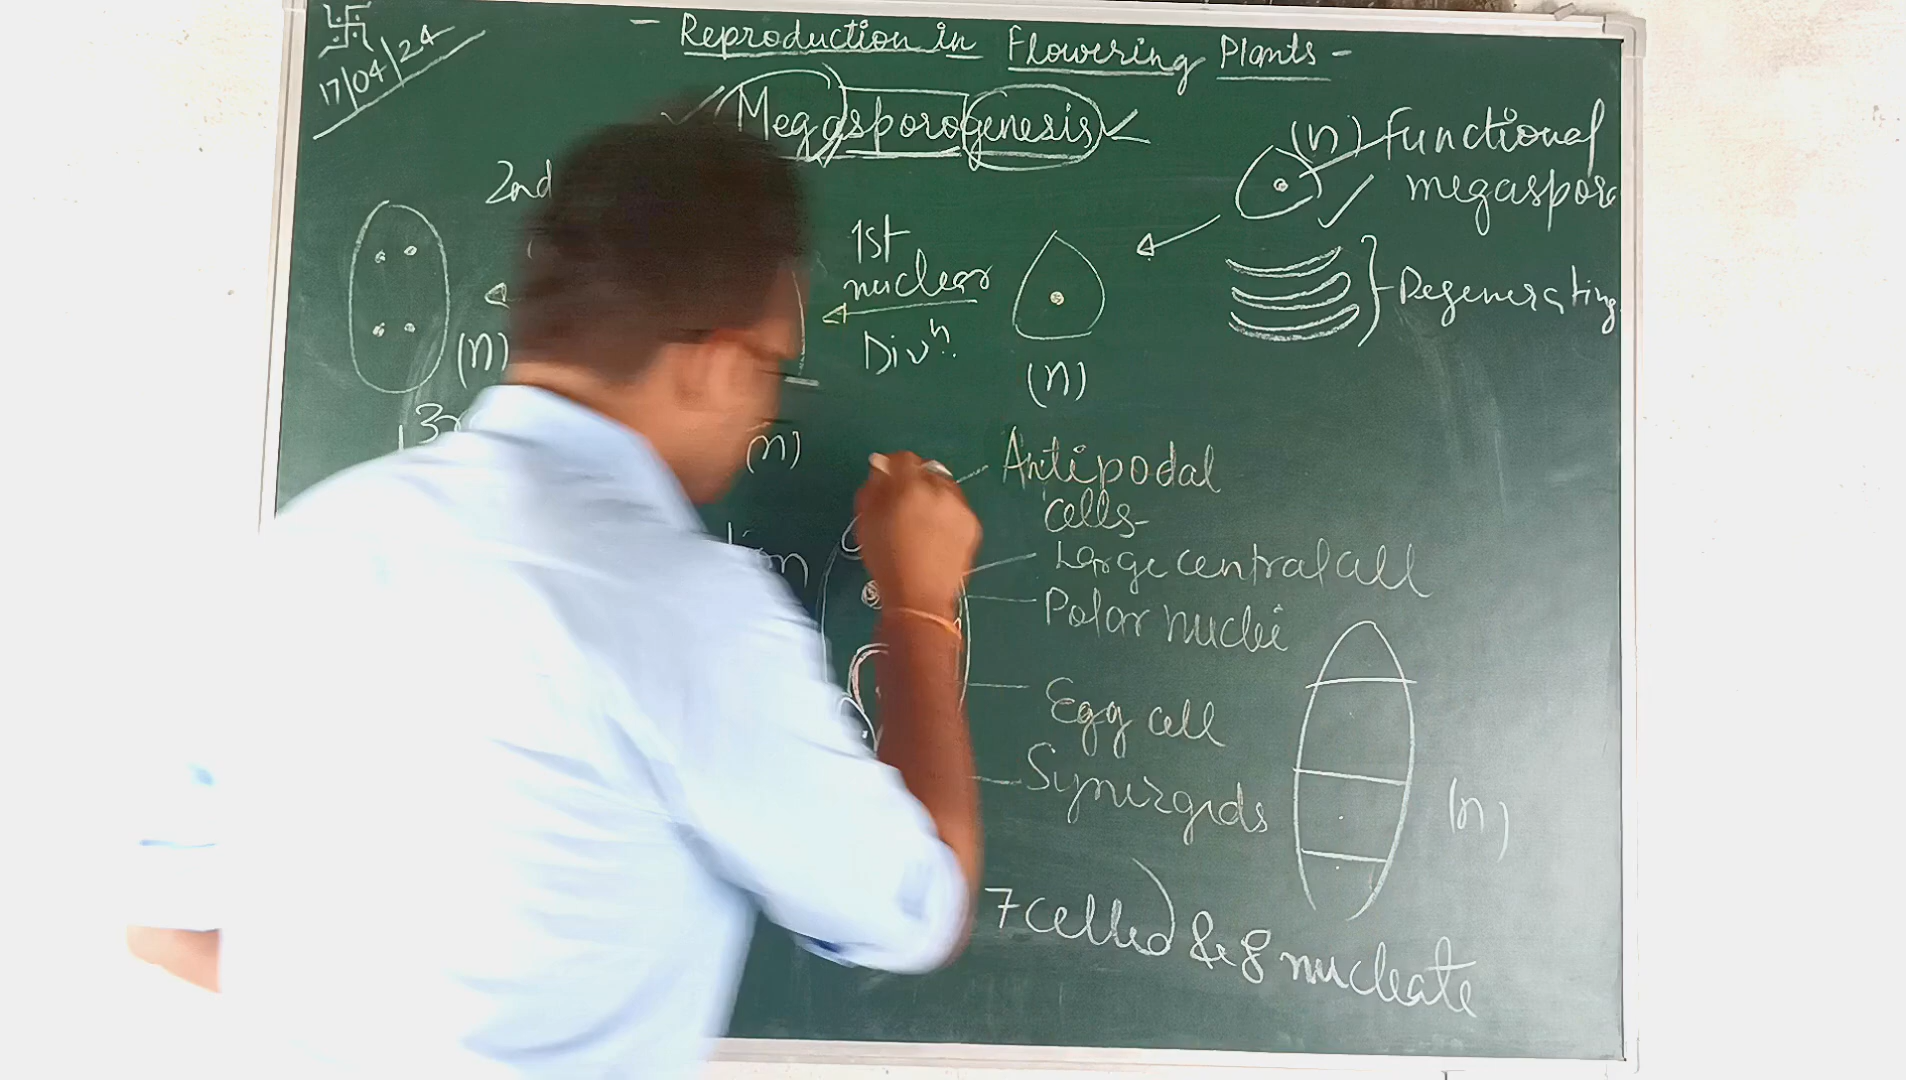 17/04/24
- Reproduction in Flowering Plants -
Megasporogenesis
(n) functional
megaspore
2nd
1st
nuclear
Divⁿ.
(n)
Degenerating
(n)
(n)
Antipodal
cells
Large central cell
Polar nuclei
Egg cell
Synergids
(n)
7 celled & 8 nucleate